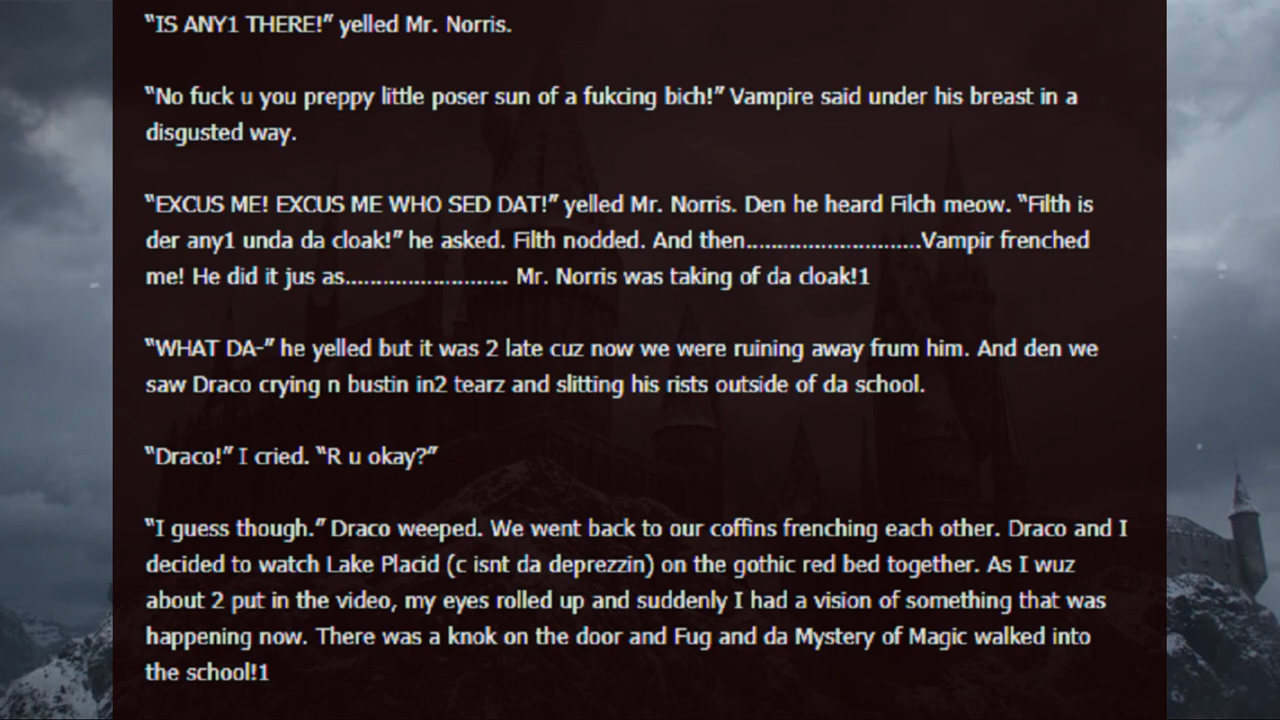 “IS ANY1 THERE!” yelled Mr. Norris.
“No fuck u you preppy little poser sun of a fukcing bich!” Vampire said under his breast in a
disgusted way.
“EXCUS ME! EXCUS ME WHO SED DAT!” yelled Mr. Norris. Den he heard Filch meow. “Filth is
der any1 unda da cloak!” he asked. Filth nodded. And then............................Vampir frenched
me! He did it jus as.......................... Mr. Norris was taking of da cloak!1
“WHAT DA-” he yelled but it was 2 late cuz now we were ruining away frum him. And den we
saw Draco crying n bustin in2 tearz and slitting his rists outside of da school.
“Draco!” I cried. “R u okay?”
“I guess though.” Draco weeped. We went back to our coffins frenching each other. Draco and I
decided to watch Lake Placid (c isnt da deprezzin) on the gothic red bed together. As I wuz
about 2 put in the video, my eyes rolled up and suddenly I had a vision of something that was
happening now. There was a knok on the door and Fug and da Mystery of Magic walked into
the school!1